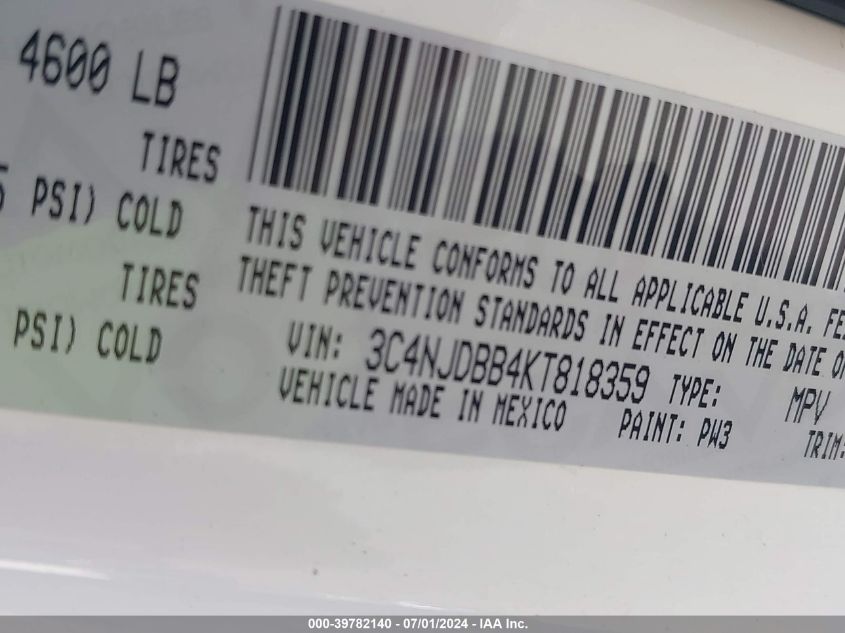 4600 LB
TIRES
PSI) COLD
TIRES
PSI) COLD
THIS VEHICLE CONFORMS TO ALL APPLICABLE U.S.A.
THEFT PREVENTION STANDARDS IN EFFECT ON THE DATE
VIN: 3C4NJDBB4KT818359 TYPE: MPV
VEHICLE MADE IN MEXICO PAINT: PW3 TRIM:
000-39782140 - 07/01/2024 - IAA Inc.